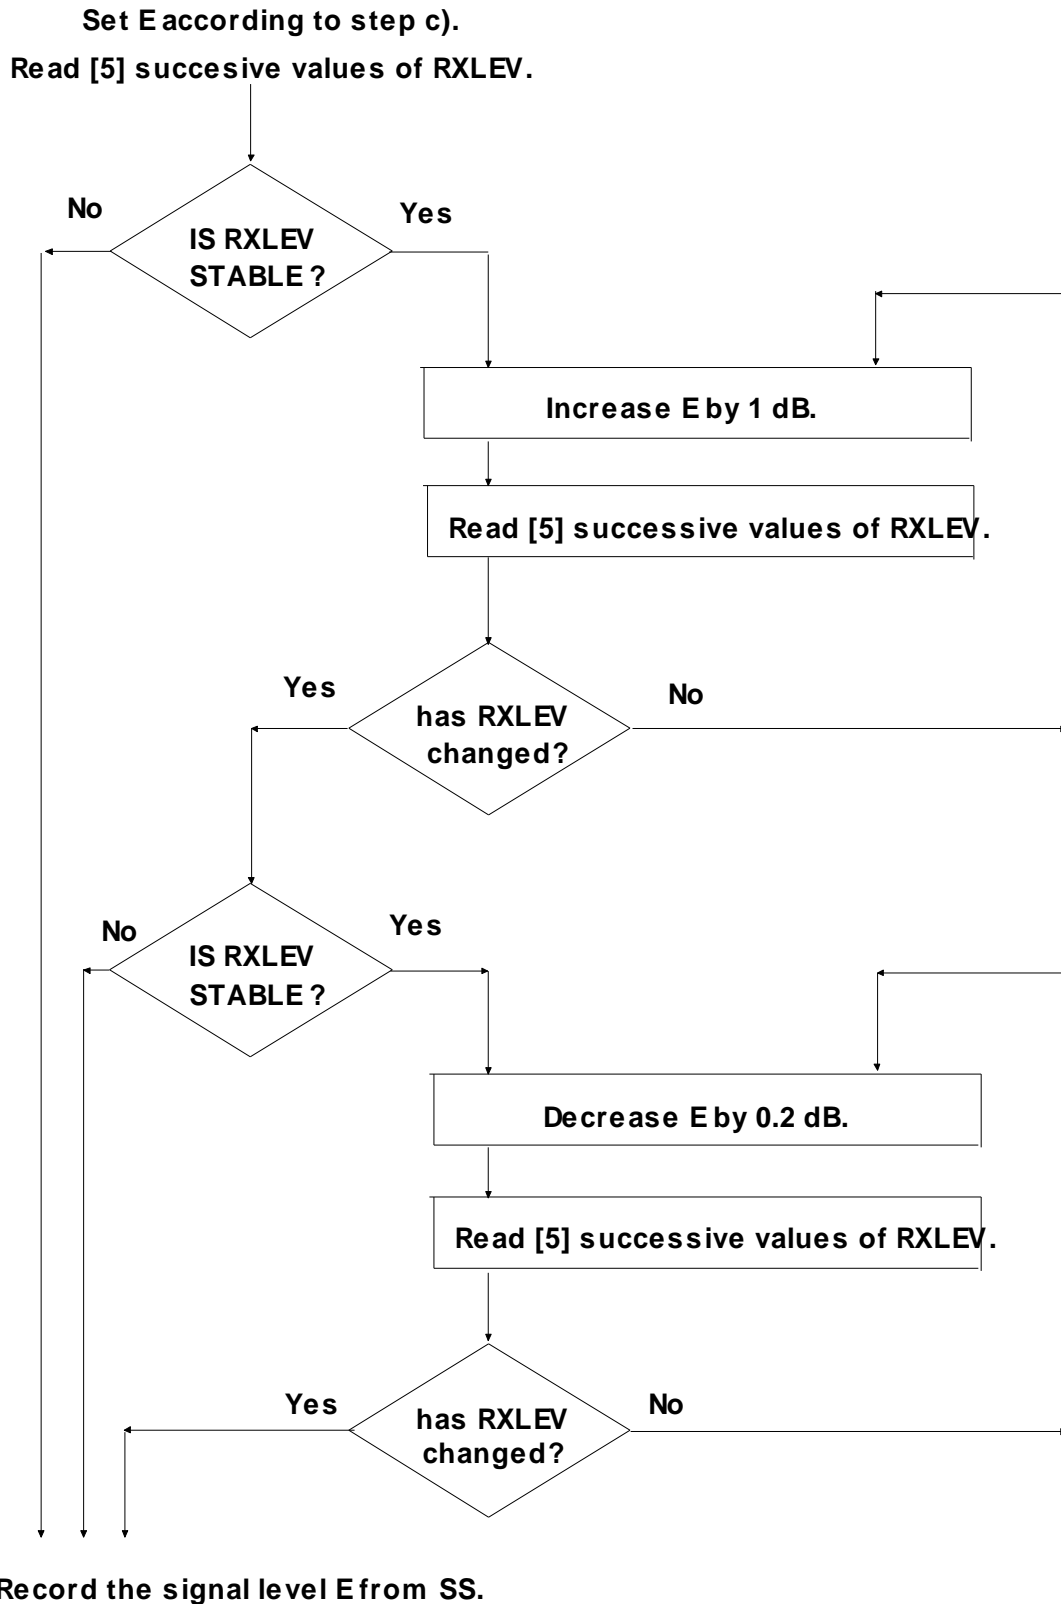 Set E according to step c).
Read [5] succesive values of RXLEV.
No
Yes
IS RXLEV
STABLE ?
Increase E by 1 dB.
Read [5] successive values of RXLEV.
Yes
No
has RXLEV
changed?
No
Yes
IS RXLEV
STABLE ?
Decrease E by 0.2 dB.
Read [5] successive values of RXLEV.
Yes
No
has RXLEV
changed?
Record the signal level E from SS.